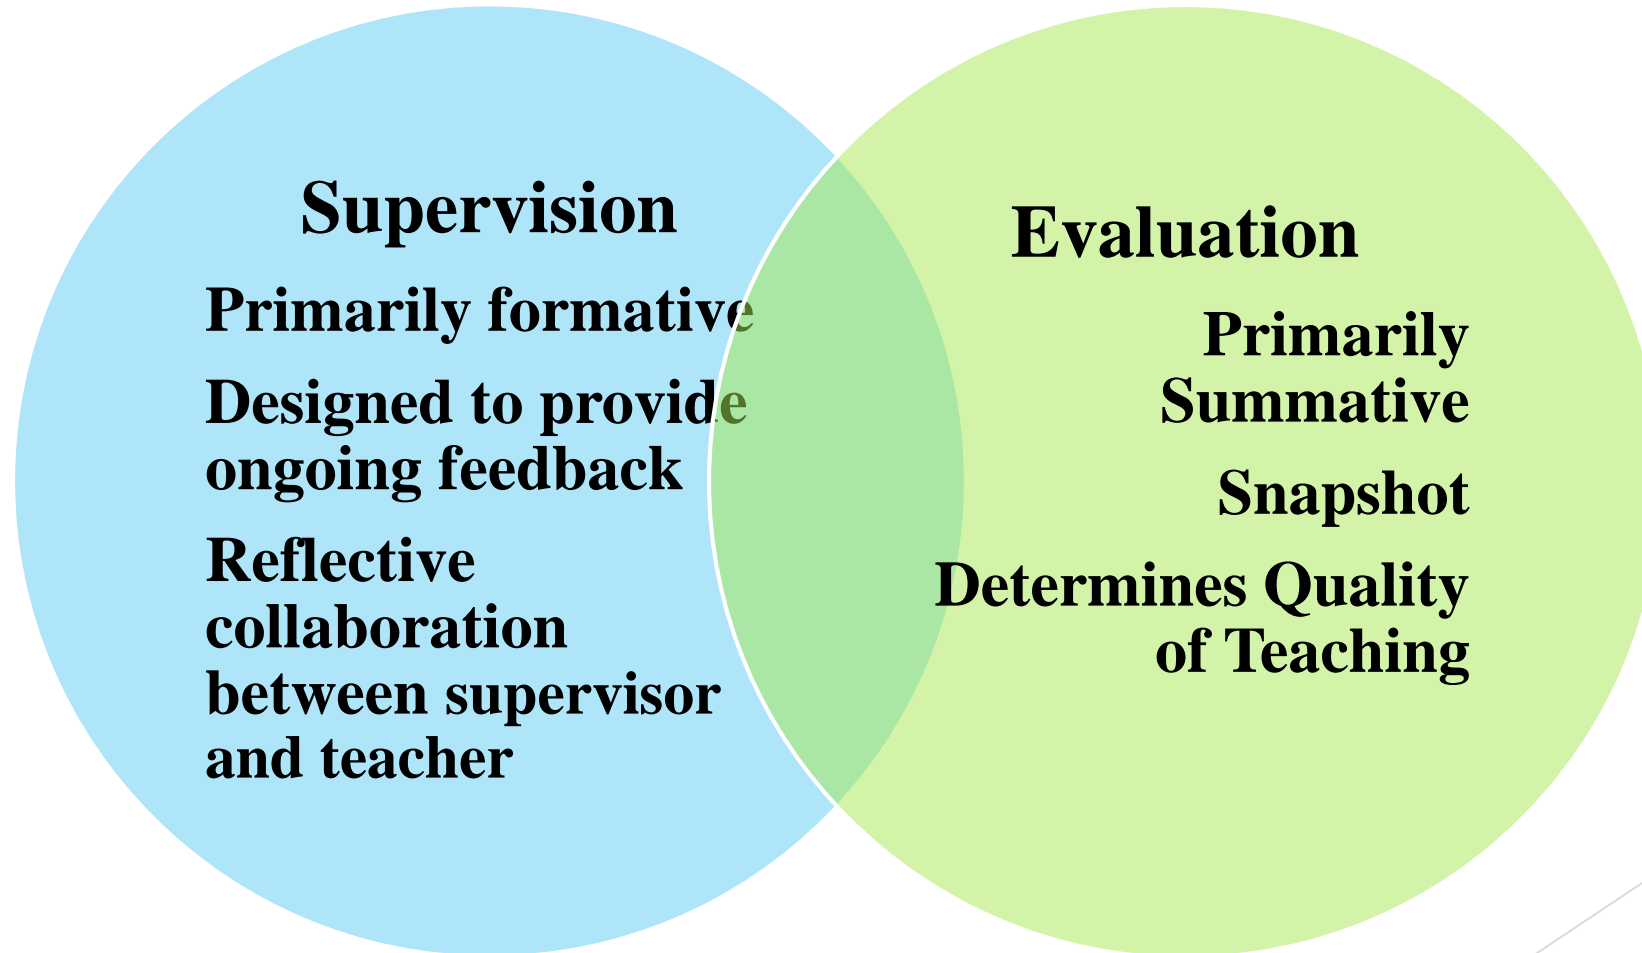 Supervision
Primarily formative
Designed to provide
ongoing feedback
Reflective
collaboration
between supervisor
and teacher
Evaluation
Primarily
Summative
Snapshot
Determines Quality
of Teaching